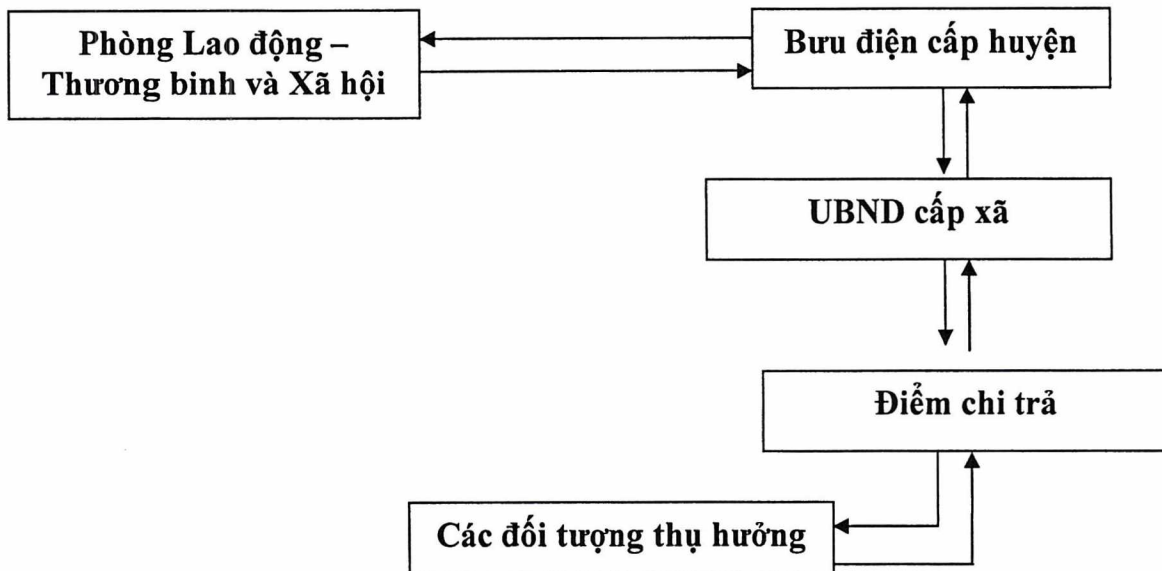 Phòng Lao động –
Thương binh và Xã hội
Bưu điện cấp huyện
UBND cấp xã
Điểm chi trả
Các đối tượng thụ hưởng